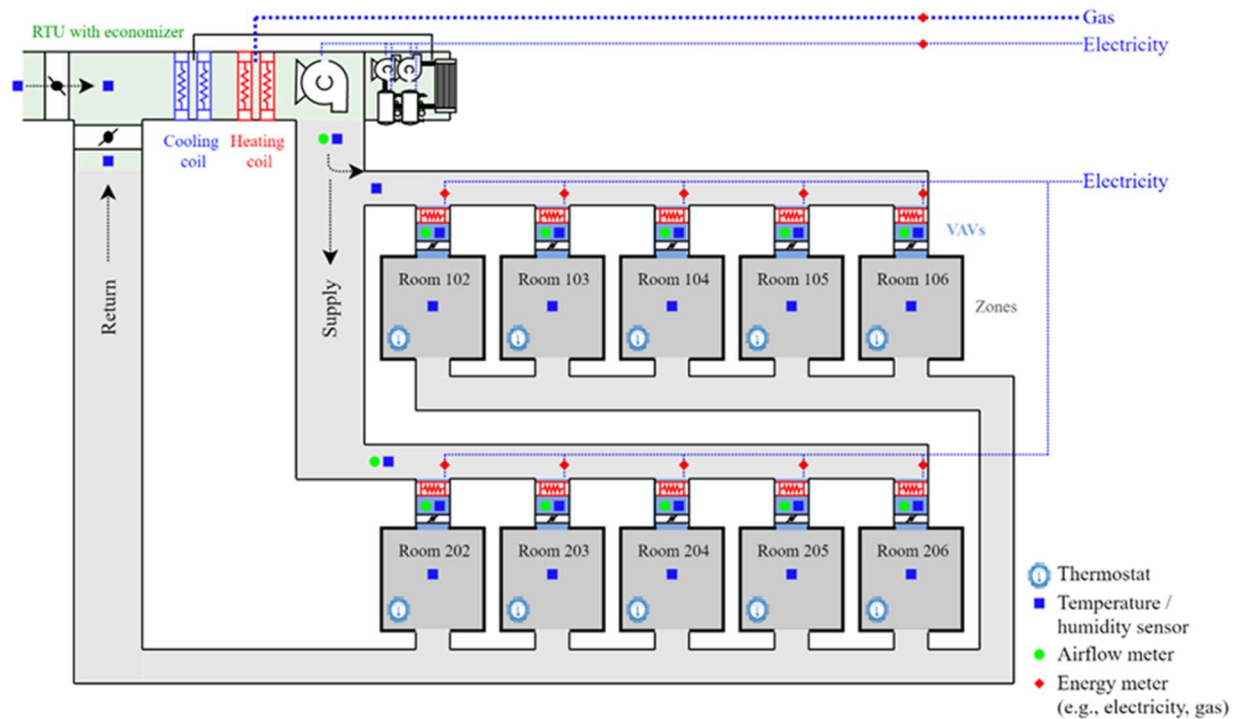 Gas
RTU with economizer
Electricity
Cooling
coil
Heating
coil
Electricity
VAVs
Room 102
Room 103
Room 104
Room 105
Room 106
Zones
Return
Supply
Room 202
Room 203
Room 204
Room 205
Room 206
Thermostat
Temperature /
humidity sensor
Airflow meter
Energy meter
(e.g., electricity, gas)